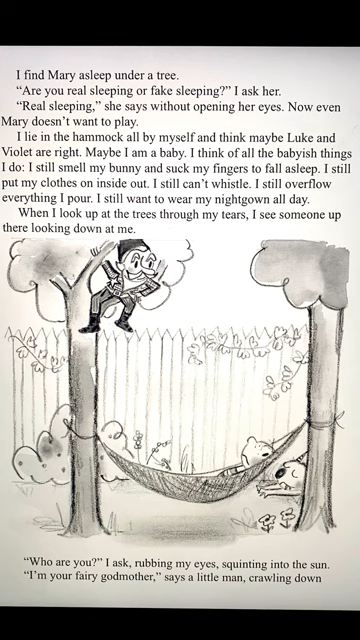 I find Mary asleep under a tree.
“Are you real sleeping or fake sleeping?” I ask her.
“Real sleeping,” she says without opening her eyes. Now even
Mary doesn’t want to play.
I lie in the hammock all by myself and think maybe Luke and
Violet are right. Maybe I am a baby. I think of all the babyish things
I do: I still smell my bunny and suck my fingers to fall asleep. I still
put my clothes on inside out. I still can’t whistle. I still overflow
everything I pour. I still want to wear my nightgown all day.
When I look up at the trees through my tears, I see someone up
there looking down at me.
“Who are you?” I ask, rubbing my eyes, squinting into the sun.
“I’m your fairy godmother,” says a little man, crawling down